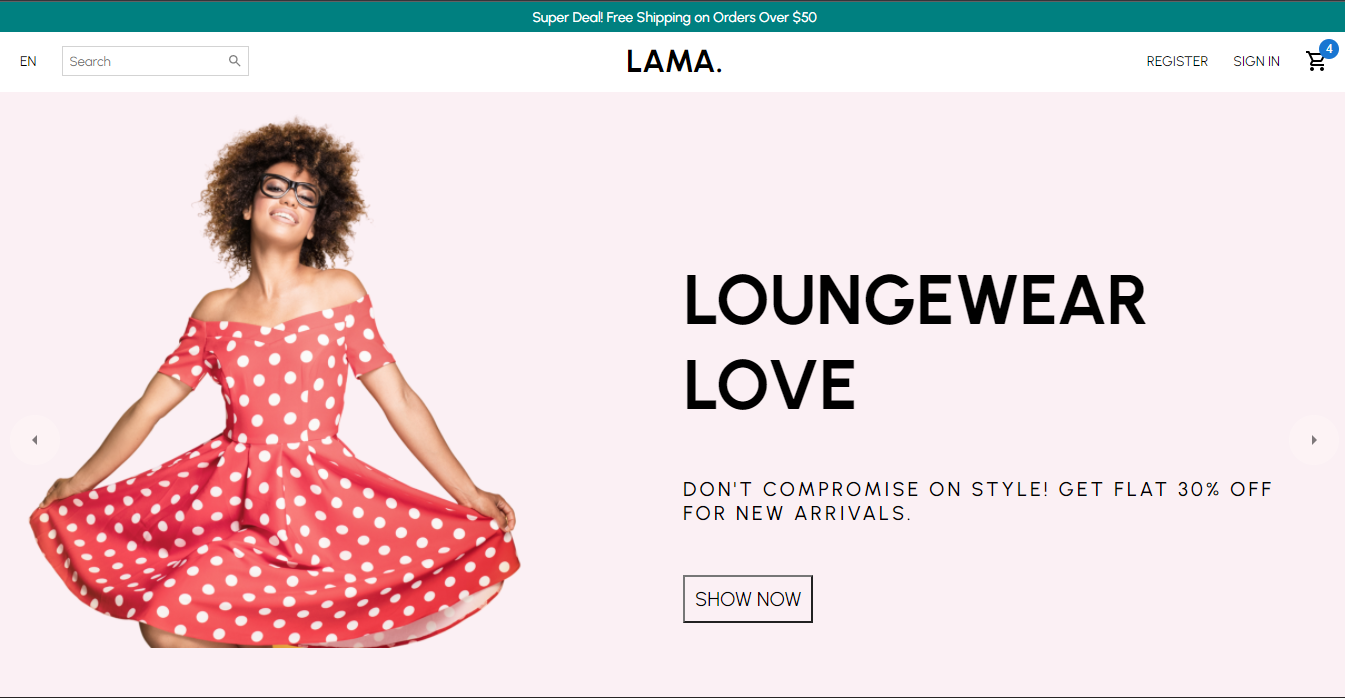 Super Deal! Free Shipping on Orders Over $50
EN
Search
LAMA.
REGISTER
SIGN IN
4
LOUNGEWEAR
LOVE
DON'T COMPROMISE ON STYLE! GET FLAT 30% OFF
FOR NEW ARRIVALS.
SHOW NOW